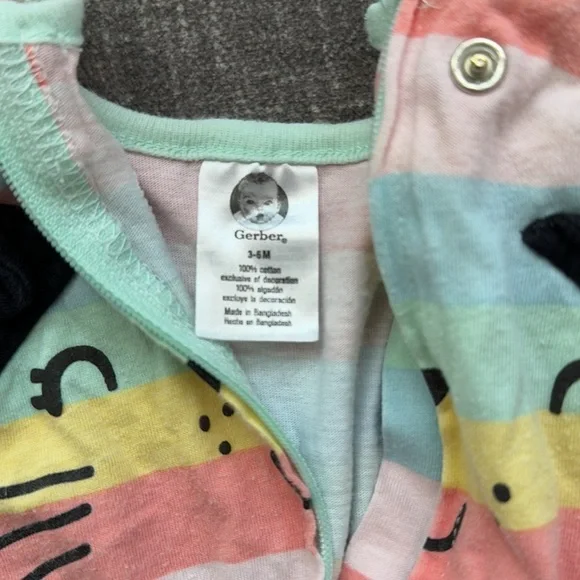 Gerber®
3-6M
100% cotton
exclusive of decoration
100% algodón
excluye la decoración
Made in Bangladesh
Hecho en Bangladesh